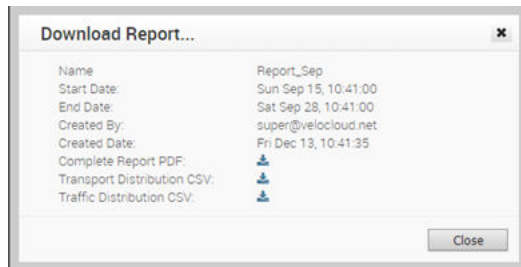 Download Report...
Name Report_Sep
Start Date: Sun Sep 15, 10:41:00
End Date: Sat Sep 28, 10:41:00
Created By: super@velocloud.net
Created Date: Fri Dec 13, 10:41:35
Complete Report PDF:
Transport Distribution CSV:
Traffic Distribution CSV:
Close